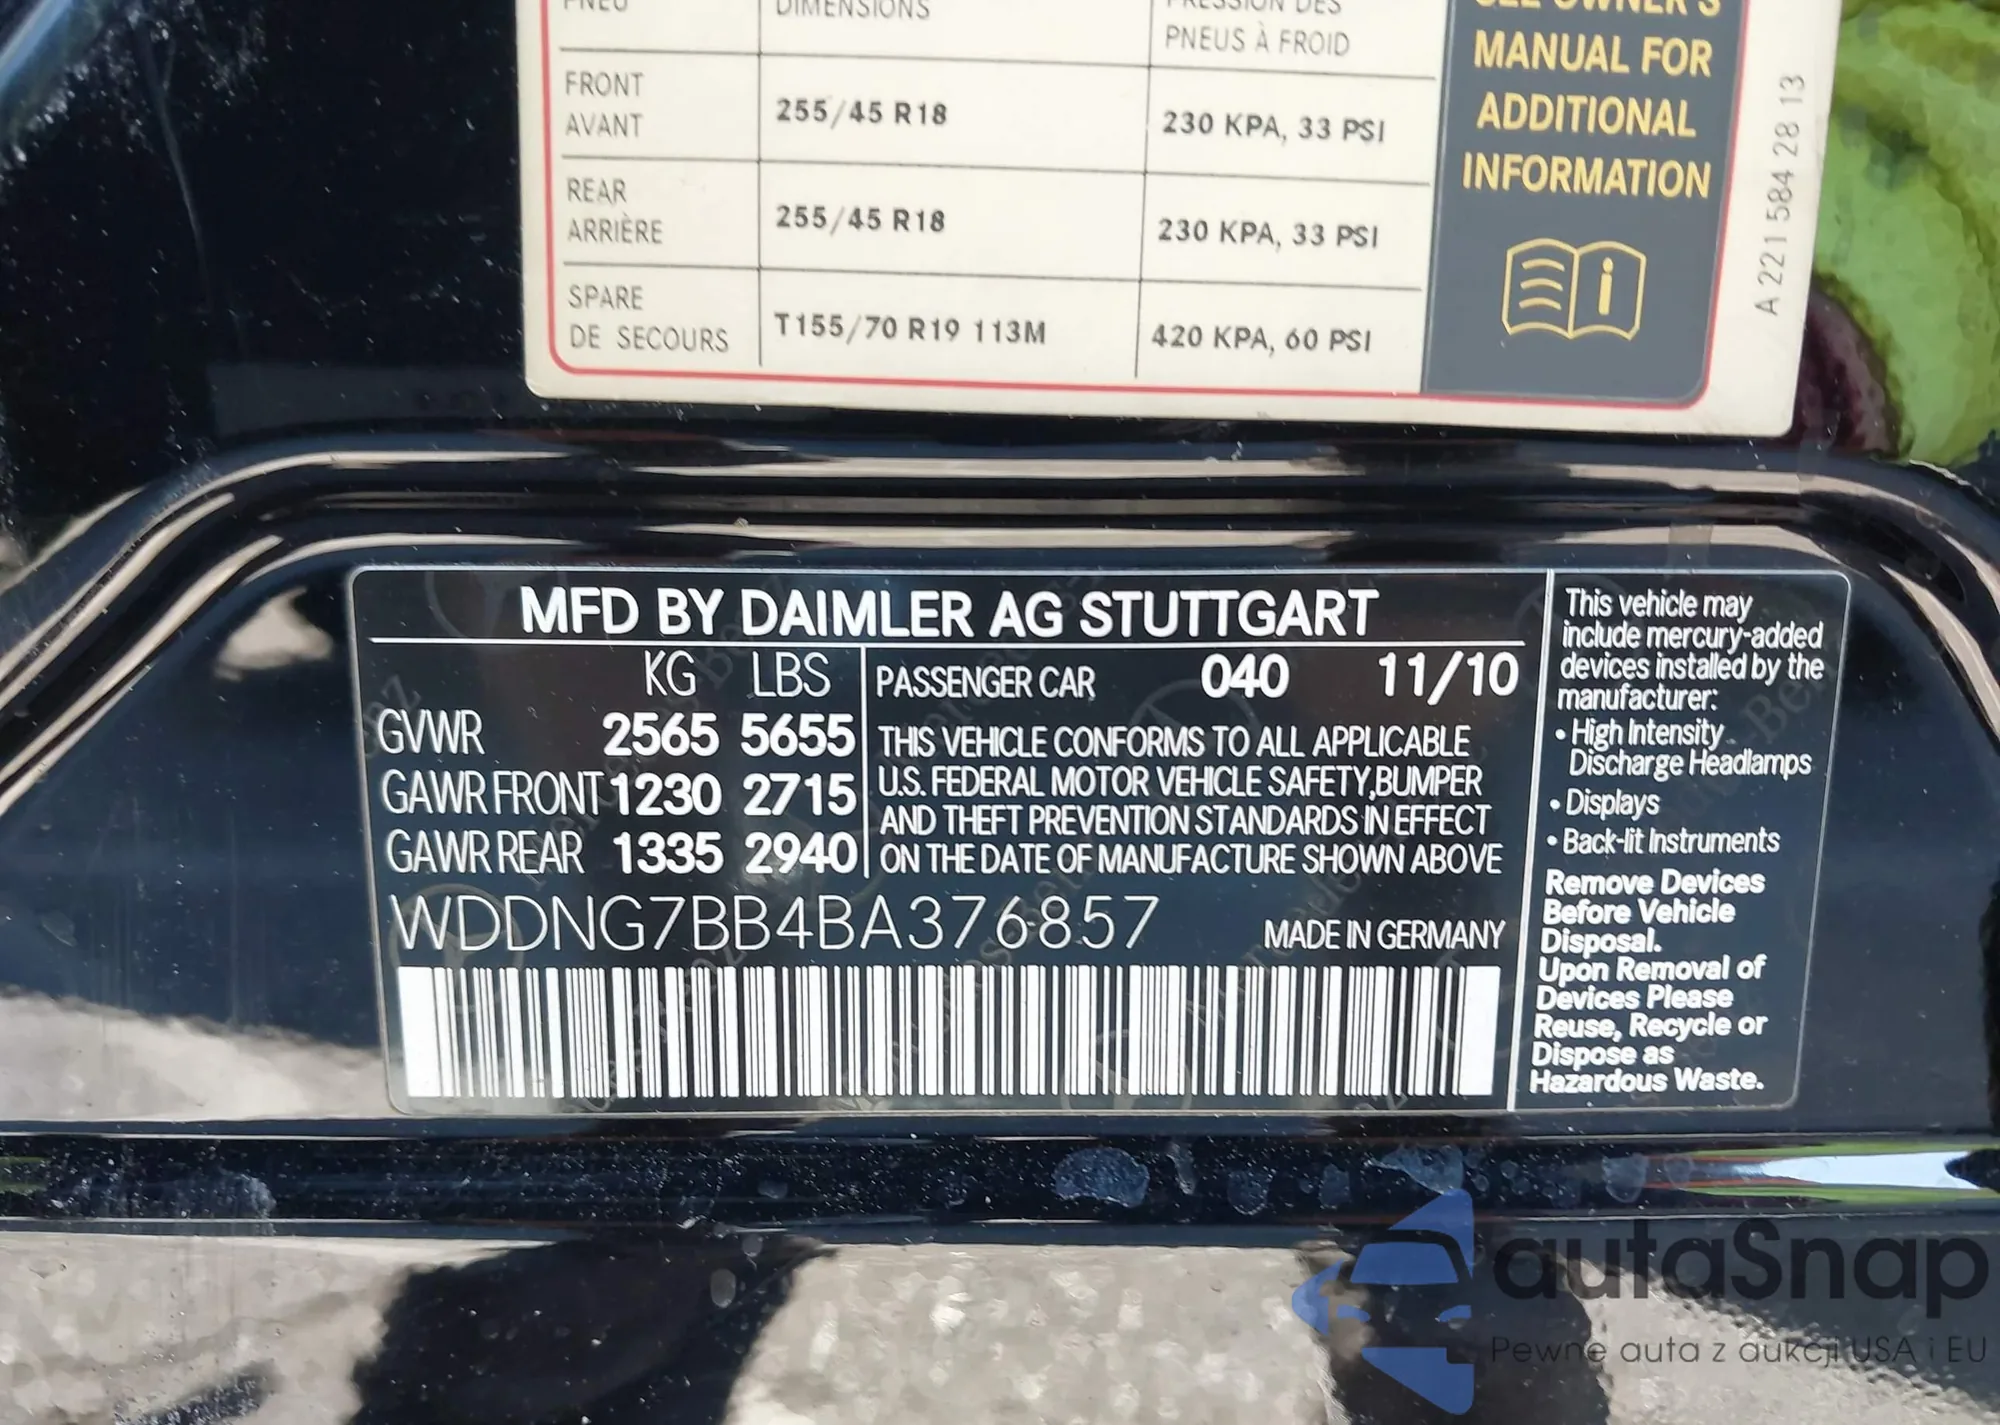 PNEU
DIMENSIONS
PRESSION DES
PNEUS À FROID
FRONT
AVANT
255/45 R18
230 KPA, 33 PSI
REAR
ARRIÈRE
255/45 R18
230 KPA, 33 PSI
SPARE
DE SECOURS
T155/70 R19 113M
420 KPA, 60 PSI
SEE OWNER'S
MANUAL FOR
ADDITIONAL
INFORMATION
A 221 584 28 13
MFD BY DAIMLER AG STUTTGART
KG LBS
GVWR 2565 5655
GAWR FRONT 1230 2715
GAWR REAR 1335 2940
PASSENGER CAR 040 11/10
THIS VEHICLE CONFORMS TO ALL APPLICABLE
U.S. FEDERAL MOTOR VEHICLE SAFETY,BUMPER
AND THEFT PREVENTION STANDARDS IN EFFECT
ON THE DATE OF MANUFACTURE SHOWN ABOVE
WDDNG7BB4BA376857
MADE IN GERMANY
This vehicle may
include mercury-added
devices installed by the
manufacturer:
• High Intensity
Discharge Headlamps
• Displays
• Back-lit Instruments
Remove Devices
Before Vehicle
Disposal.
Upon Removal of
Devices Please
Reuse, Recycle or
Dispose as
Hazardous Waste.
autaSnap
Pewne auta z aukcji USA i EU